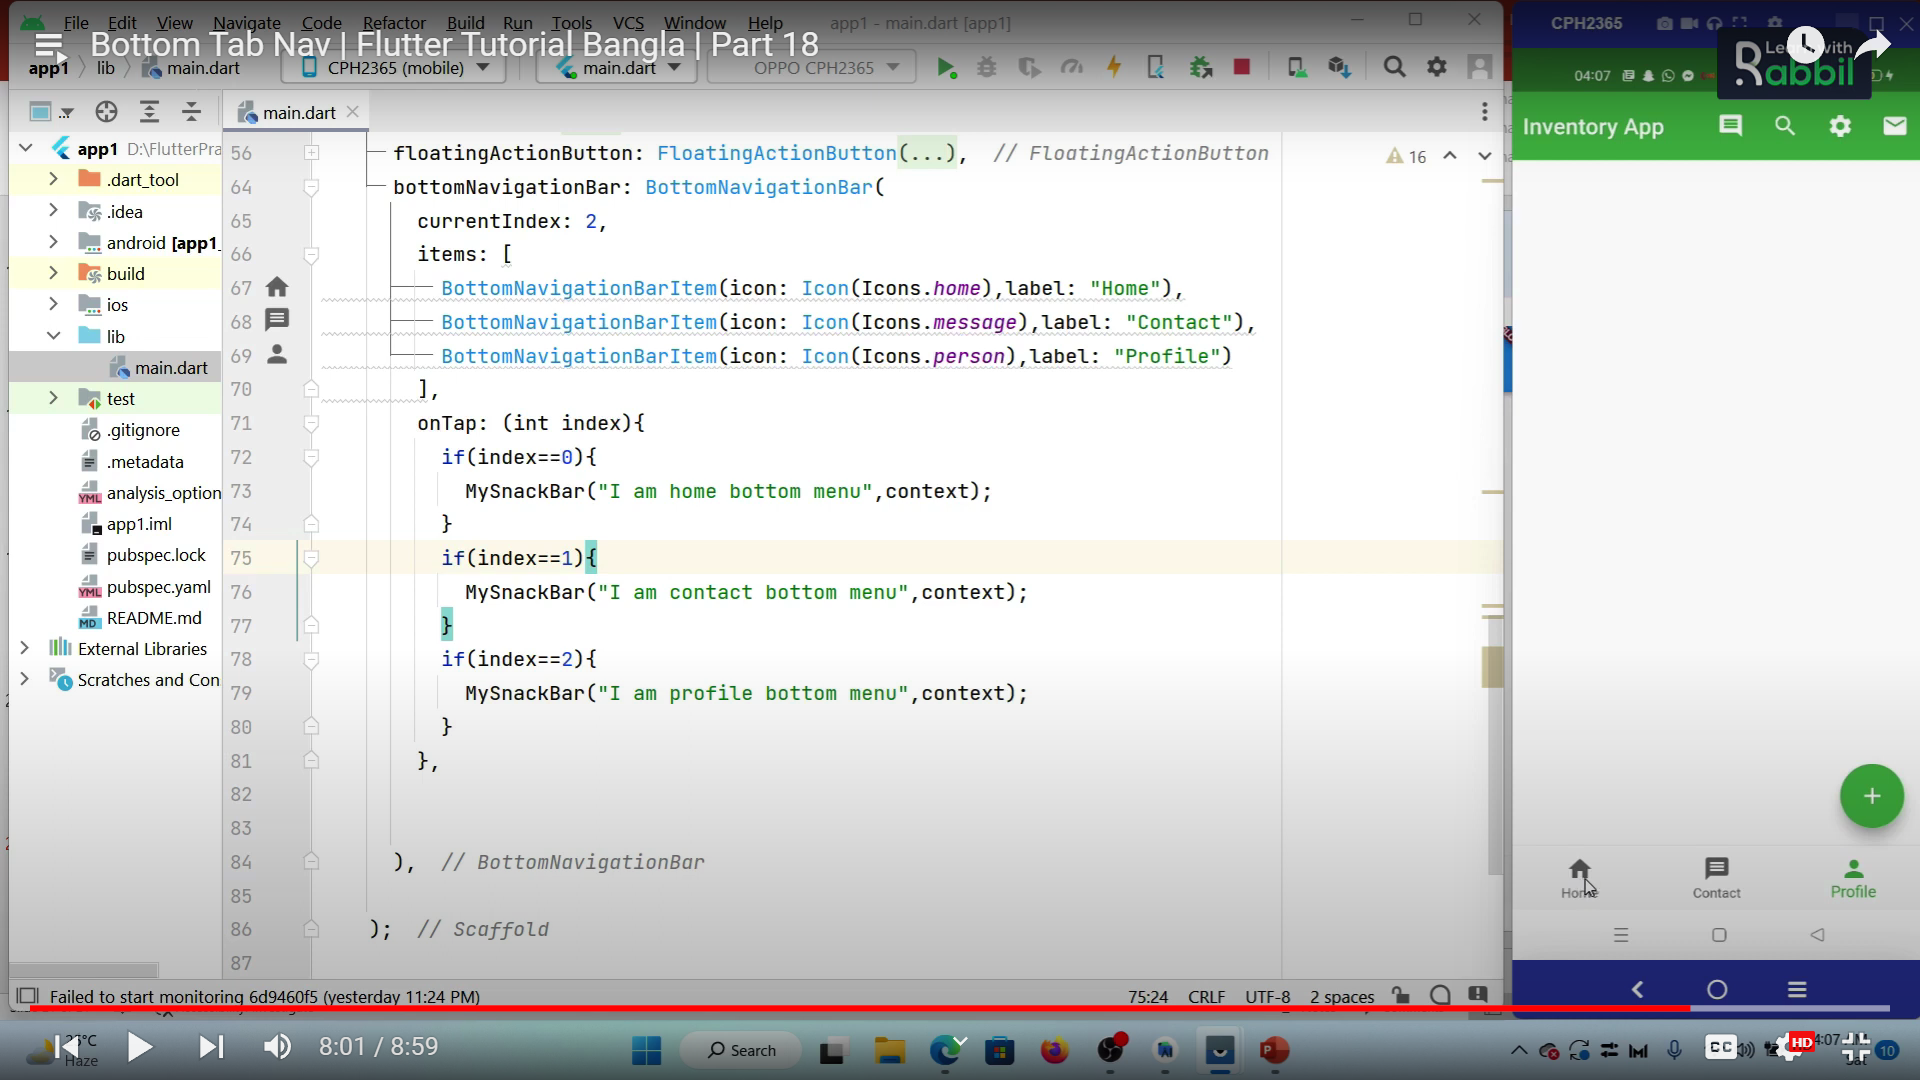 File Edit View Navigate Code Refactor Build Run Tools VCS Window Help app1 - main.dart [app1]
Bottom Tab Nav | Flutter Tutorial Bangla | Part 18
app1 lib main.dart CPH2365 (mobile) main.dart OPPO CPH2365
main.dart
app1 D:\FlutterPra
.dart_tool
.idea
android [app1_
build
ios
lib
main.dart
test
.gitignore
.metadata
analysis_option
app1.iml
pubspec.lock
pubspec.yaml
README.md
External Libraries
Scratches and Con
16
56 floatingActionButton: FloatingActionButton(...), // FloatingActionButton
64 bottomNavigationBar: BottomNavigationBar(
65 currentIndex: 2,
66 items: [
67 BottomNavigationBarItem(icon: Icon(Icons.home),label: "Home"),
68 BottomNavigationBarItem(icon: Icon(Icons.message),label: "Contact"),
69 BottomNavigationBarItem(icon: Icon(Icons.person),label: "Profile")
70 ],
71 onTap: (int index){
72 if(index==0){
73 MySnackBar("I am home bottom menu",context);
74 }
75 if(index==1){
76 MySnackBar("I am contact bottom menu",context);
77 }
78 if(index==2){
79 MySnackBar("I am profile bottom menu",context);
80 }
81 },
82
83
84 ), // BottomNavigationBar
85
86 ); // Scaffold
87
Failed to start monitoring 6d9460f5 (yesterday 11:24 PM) 75:24 CRLF UTF-8 2 spaces
CPH2365
Learn with
Rabbil
04:07
Inventory App
+
Home Contact Profile
8:01 / 8:59
Haze
Search
CC HD
10